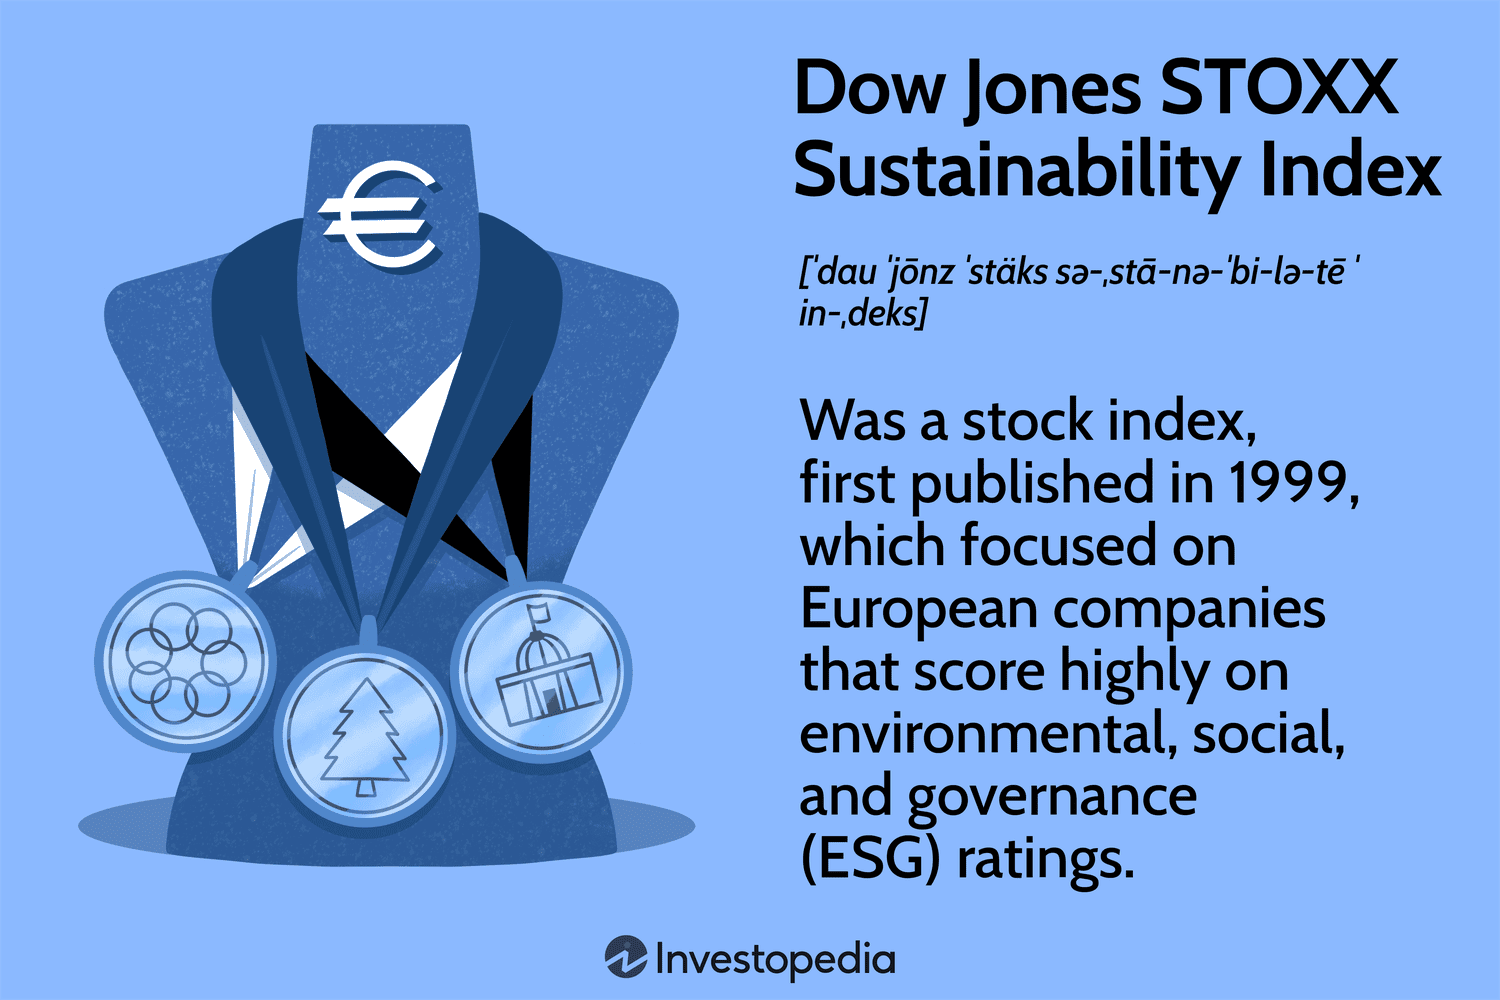 Dow Jones STOXX
Sustainability Index
[ˈdau ˈjōnz ˈstäks sə-ˌstā-nə-ˈbi-lə-tē ˈ
in-ˌdeks]
Was a stock index,
first published in 1999,
which focused on
European companies
that score highly on
environmental, social,
and governance
(ESG) ratings.
€
Investopedia